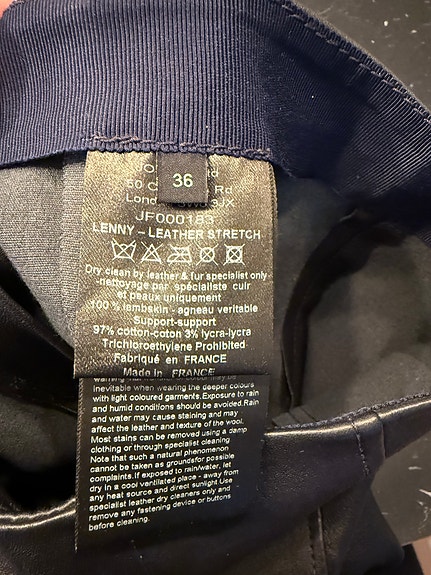 36
Rd
3JX
JF000183
LENNY – LEATHER STRETCH
Dry clean by leather & fur specialist only
-nettoyage par spécialiste cuir
et peaux uniquement
100 % lambskin - agneau veritable
Support-support
97% cotton-coton 3% lycra-lycra
Trichloroethylene Prohibited
Fabriqué en FRANCE
Made in FRANCE
inevitable when wearing the deeper colours
with light coloured garments.Exposure to rain
and humid conditions should be avoided.Rain
and water may cause staining and may
affect the leather and texture of the wool.
Most stains can be removed using a damp
clothing or through specialist cleaning
Note that such a natural phenomenon
cannot be taken as groundsfor possible
complaints.If exposed to rain/water, let
dry in a cool ventilated place - away from
any heat source and direct sunlight.Use
specialist leather dry cleaners only and
remove any fastening device or buttons
before cleaning.